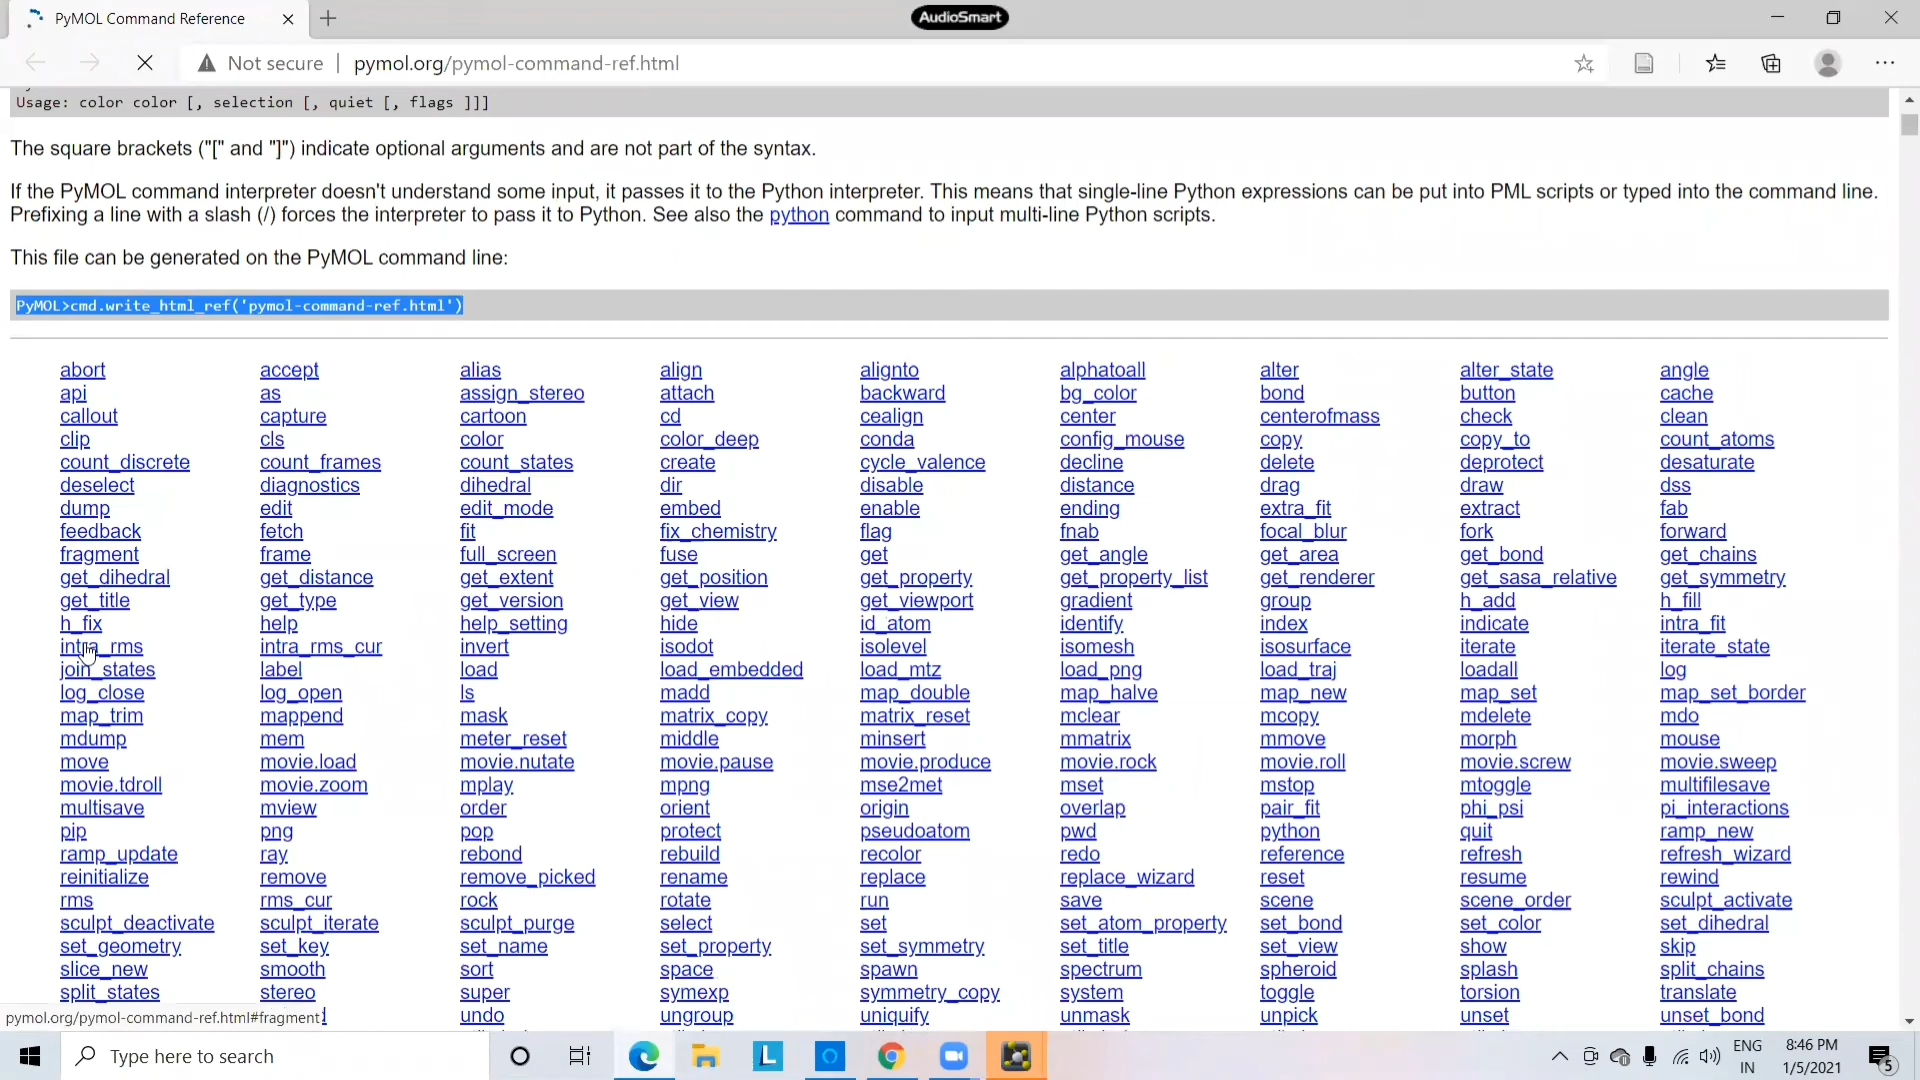 PyMOL Command Reference
AudioSmart
Not secure | pymol.org/pymol-command-ref.html
Usage: color color [, selection [, quiet [, flags ]]]
The square brackets ("[" and "]") indicate optional arguments and are not part of the syntax.
If the PyMOL command interpreter doesn't understand some input, it passes it to the Python interpreter. This means that single-line Python expressions can be put into PML scripts or typed into the command line.
Prefixing a line with a slash (/) forces the interpreter to pass it to Python. See also the python command to input multi-line Python scripts.
This file can be generated on the PyMOL command line:
PyMOL>cmd.write_html_ref('pymol-command-ref.html')
abort accept alias align alignto alphatoall alter alter_state angle
api as assign_stereo attach backward bg_color bond button cache
callout capture cartoon cd cealign center centerofmass check clean
clip cls color color_deep conda config_mouse copy copy_to count_atoms
count_discrete count_frames count_states create cycle_valence decline delete deprotect desaturate
deselect diagnostics dihedral dir disable distance drag draw dss
dump edit edit_mode embed enable ending extra_fit extract fab
feedback fetch fit fix_chemistry flag fnab focal_blur fork forward
fragment frame full_screen fuse get get_angle get_area get_bond get_chains
get_dihedral get_distance get_extent get_position get_property get_property_list get_renderer get_sasa_relative get_symmetry
get_title get_type get_version get_view get_viewport gradient group h_add h_fill
h_fix help help_setting hide id_atom identify index indicate intra_fit
intra_rms intra_rms_cur invert isodot isolevel isomesh isosurface iterate iterate_state
join_states label load load_embedded load_mtz load_png load_traj loadall log
log_close log_open ls madd map_double map_halve map_new map_set map_set_border
map_trim mappend mask matrix_copy matrix_reset mclear mcopy mdelete mdo
mdump mem meter_reset middle minsert mmatrix mmove morph mouse
move movie.load movie.nutate movie.pause movie.produce movie.rock movie.roll movie.screw movie.sweep
movie.tdroll movie.zoom mplay mpng mse2met mset mstop mtoggle multifilesave
multisave mview order orient origin overlap pair_fit phi_psi pi_interactions
pip png pop protect pseudoatom pwd python quit ramp_new
ramp_update ray rebond rebuild recolor redo reference refresh refresh_wizard
reinitialize remove remove_picked rename replace replace_wizard reset resume rewind
rms rms_cur rock rotate run save scene scene_order sculpt_activate
sculpt_deactivate sculpt_iterate sculpt_purge select set set_atom_property set_bond set_color set_dihedral
set_geometry set_key set_name set_property set_symmetry set_title set_view show skip
slice_new smooth sort space spawn spectrum spheroid splash split_chains
split_states stereo super symexp symmetry_copy system toggle torsion translate
undo ungroup uniquify unmask unpick unset unset_bond
pymol.org/pymol-command-ref.html#fragment
Type here to search
ENG 8:46 PM
IN 1/5/2021
5